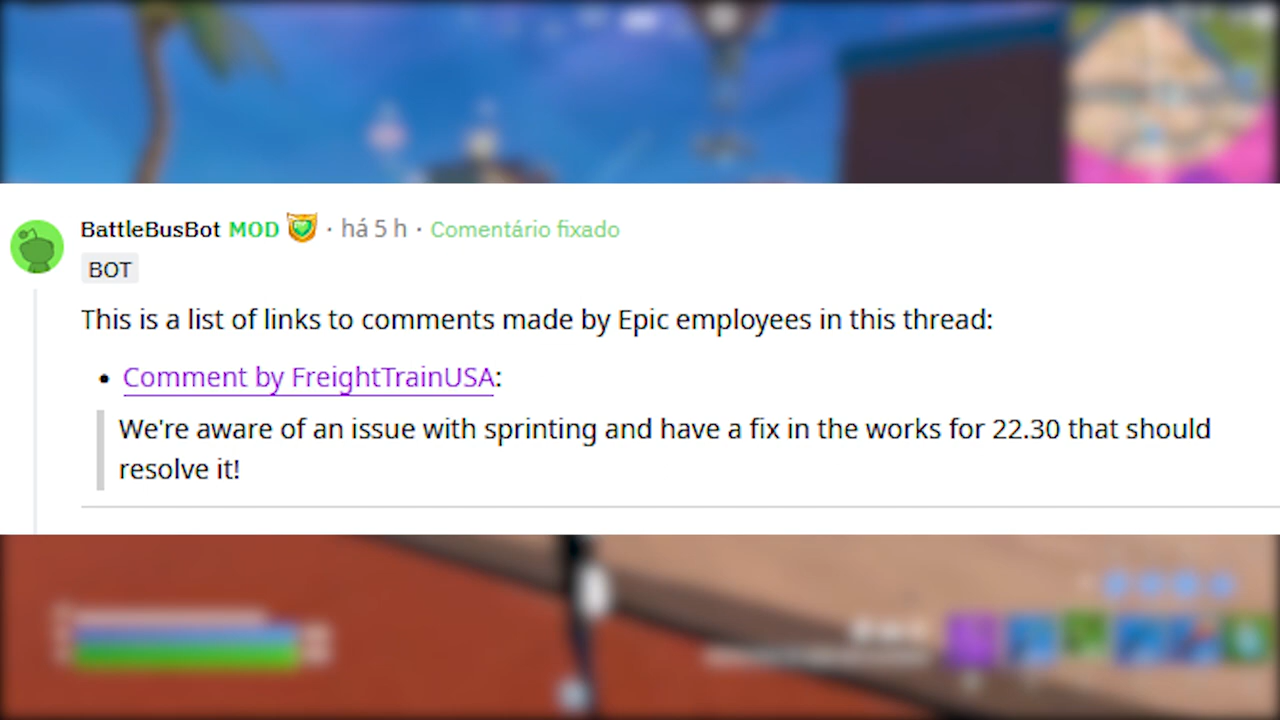 BattleBusBot MOD · há 5 h · Comentário fixado
BOT
This is a list of links to comments made by Epic employees in this thread:
• Comment by FreightTrainUSA:
We're aware of an issue with sprinting and have a fix in the works for 22.30 that should
resolve it!